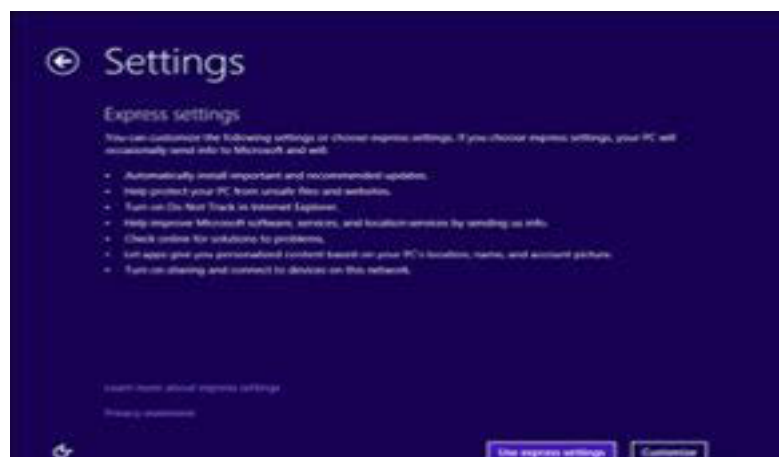 Settings
Express settings
You can customize the following settings or choose express settings. If you choose express settings, your PC will
occasionally send info to Microsoft and will:
Automatically install important and recommended updates.
Help protect your PC from unsafe files and websites.
Turn on Do Not Track in Internet Explorer.
Help improve Microsoft software, services, and location services by sending us info.
Check online for solutions to problems.
Let apps give you personalized content based on your PC's location, name, and account picture.
Turn on sharing and connect to devices on this network.
Learn more about express settings
Privacy statement
Use express settings
Customize